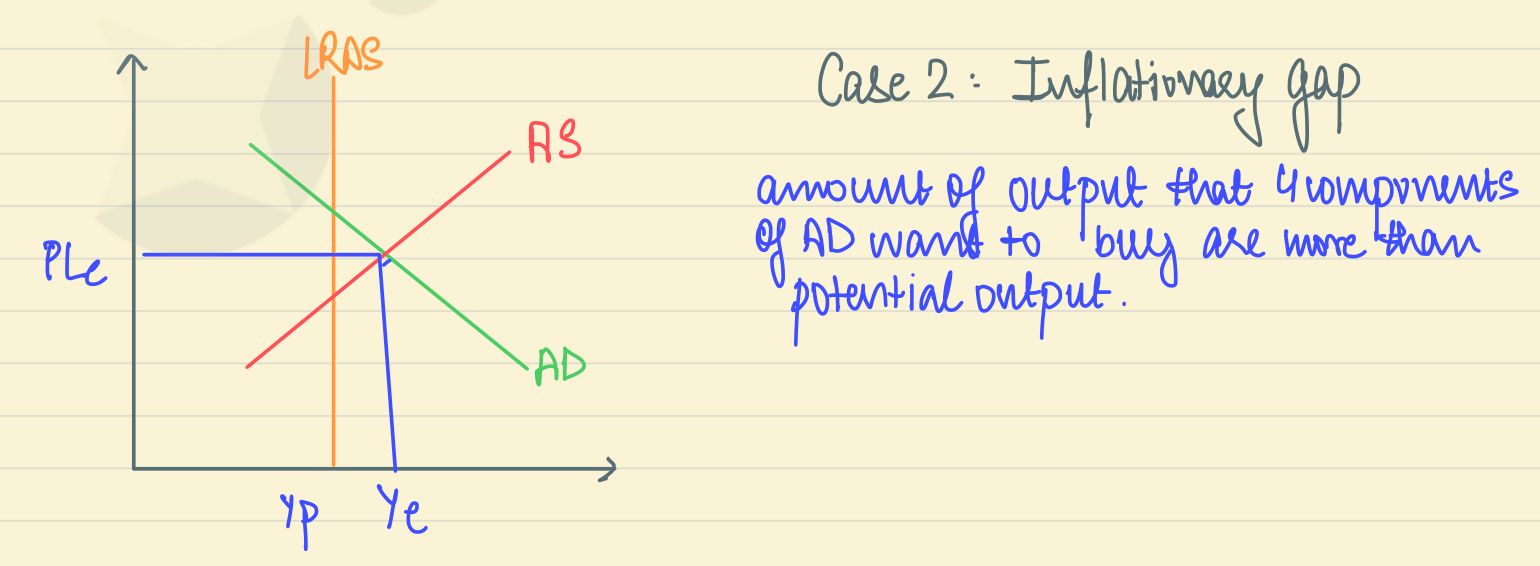 LRAS
Case 2: Inflationary gap
AS
amount of output that 4 components
of AD want to buy are more than
potential output.
PLe
AD
Yp Ye